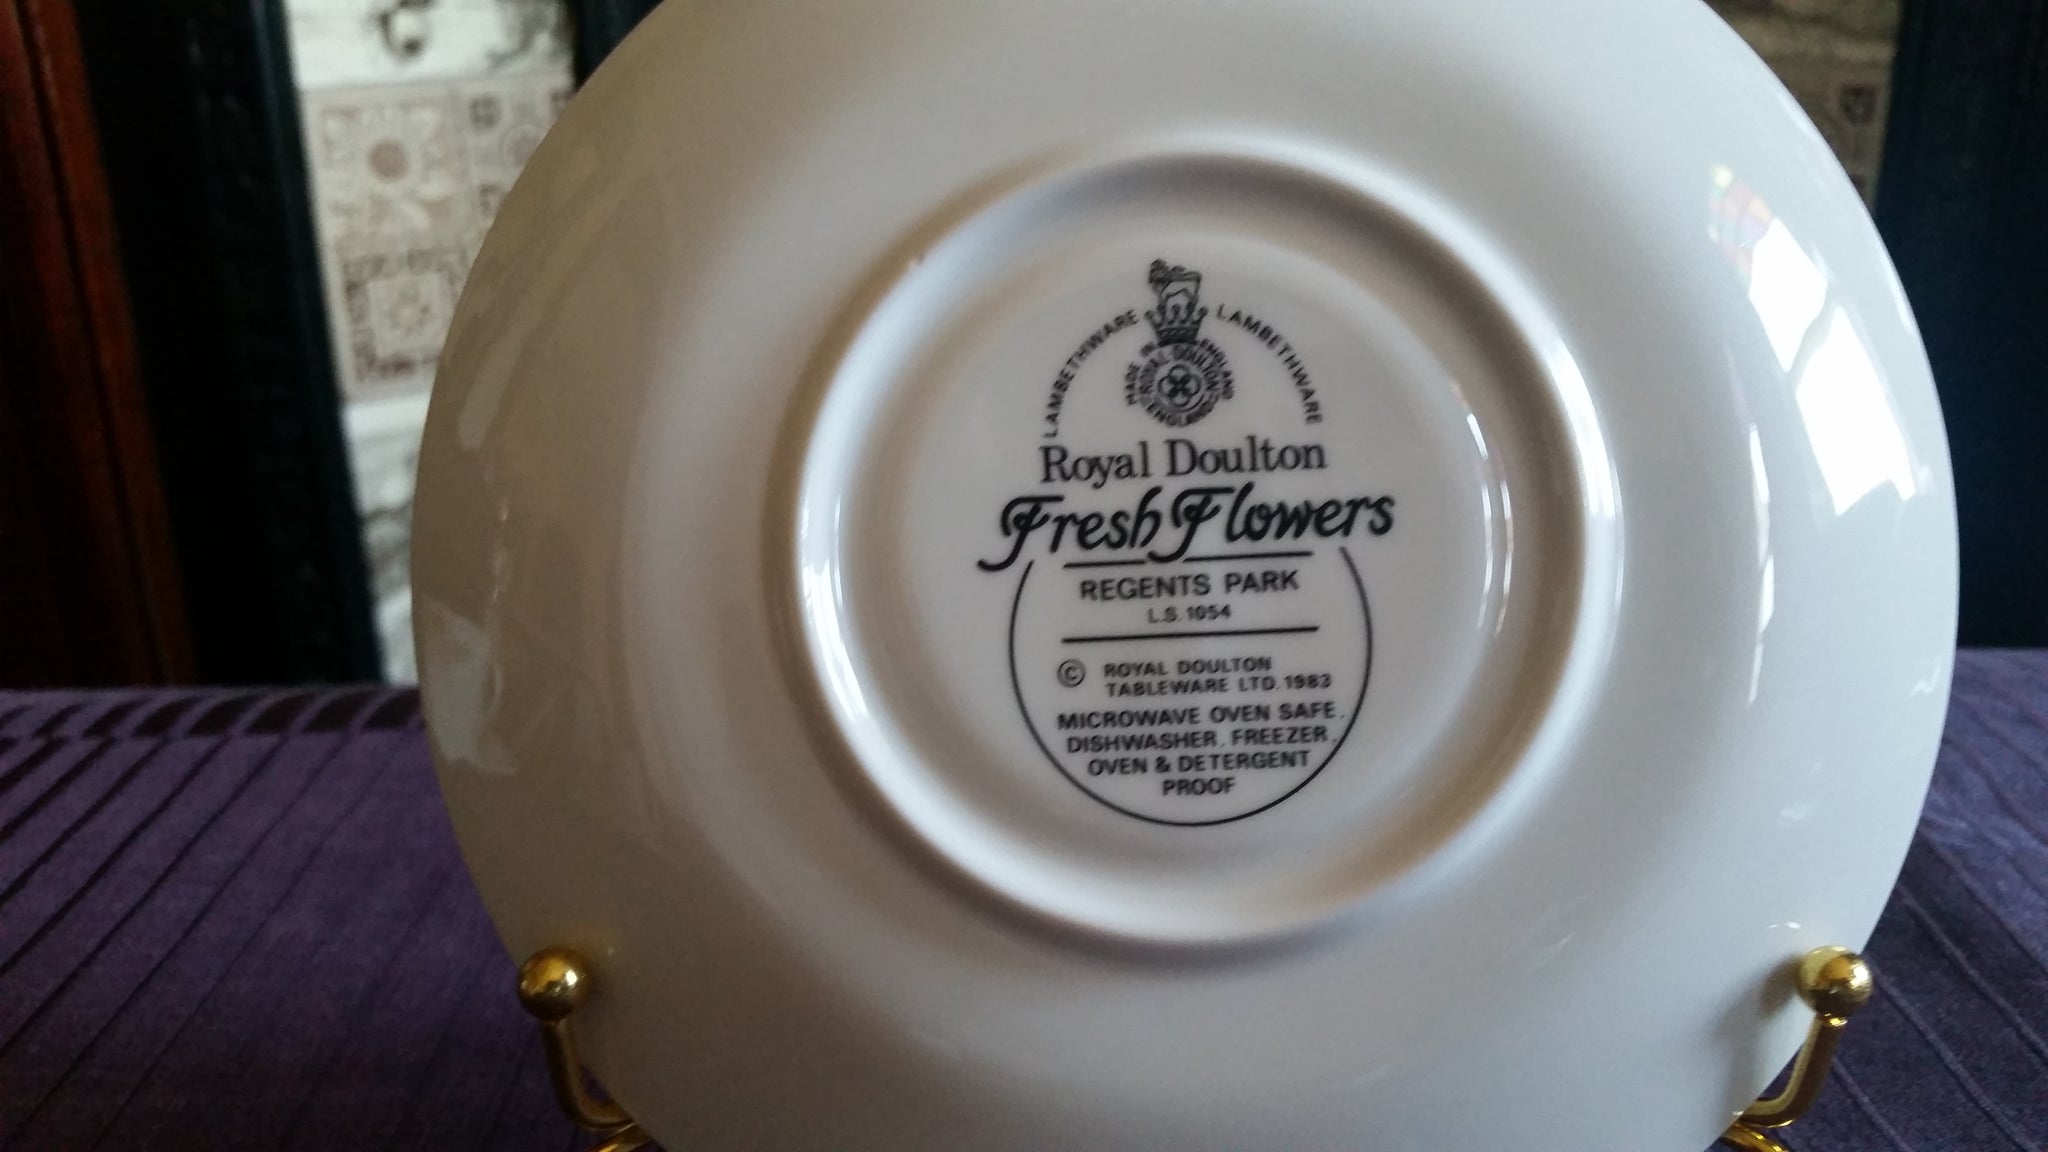 LAMBETHWARE LAMBETHWARE
MADE IN ENGLAND
ROYAL DOULTON
ENGLAND
Royal Doulton
Fresh Flowers
REGENTS PARK
L.S. 1054
© ROYAL DOULTON
TABLEWARE LTD. 1983
MICROWAVE OVEN SAFE,
DISHWASHER, FREEZER,
OVEN & DETERGENT
PROOF